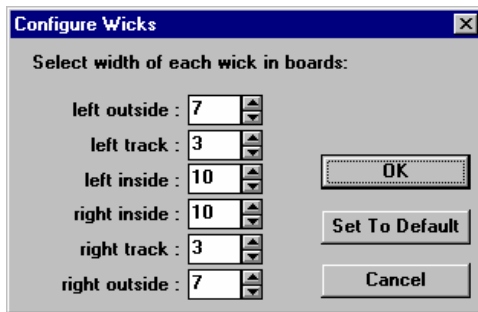 Configure Wicks
Select width of each wick in boards:
left outside : 7
left track : 3
left inside : 10
right inside : 10
right track : 3
right outside : 7
OK
Set To Default
Cancel